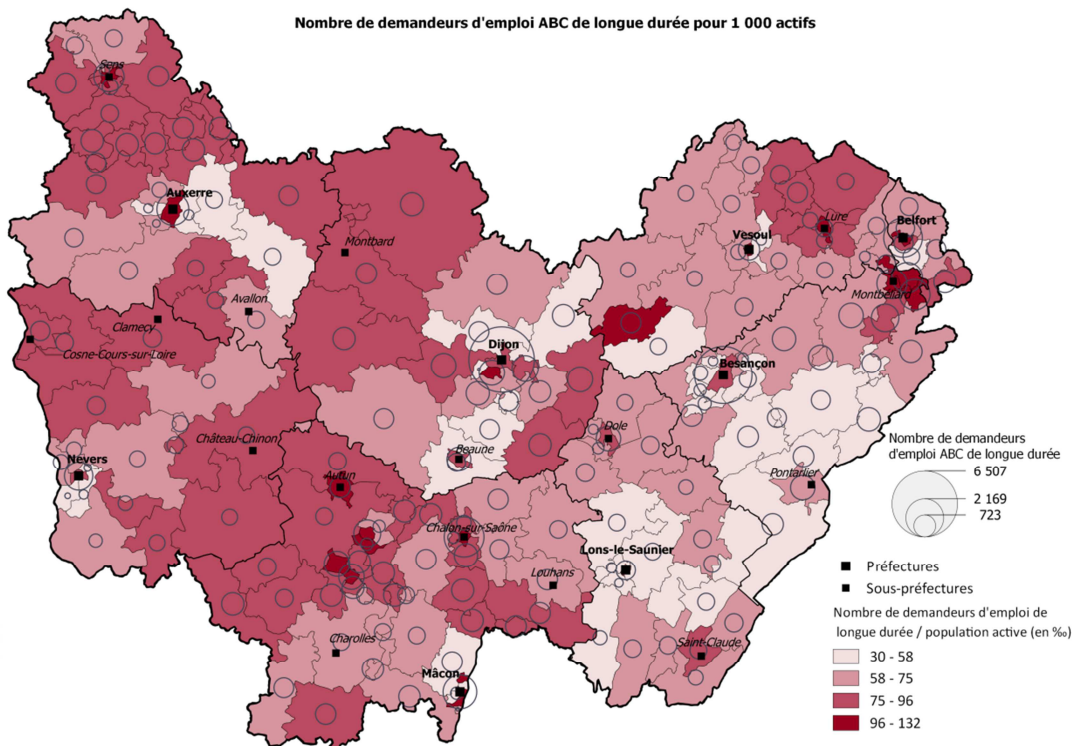 Nombre de demandeurs d'emploi ABC de longue durée pour 1 000 actifs
Sens
Auxerre
Montbard
Avallon
Clamecy
Cosne-Cours-sur-Loire
Château-Chinon
Nevers
Dijon
Beaune
Autun
Chalon-sur-Saône
Louhans
Charolles
Mâcon
Vesoul
Lure
Belfort
Montbéliard
Besançon
Dole
Pontarlier
Lons-le-Saunier
Saint-Claude
Nombre de demandeurs
d'emploi ABC de longue durée
6 507
2 169
723
Préfectures
Sous-préfectures
Nombre de demandeurs d'emploi de
longue durée / population active (en ‰)
30 - 58
58 - 75
75 - 96
96 - 132